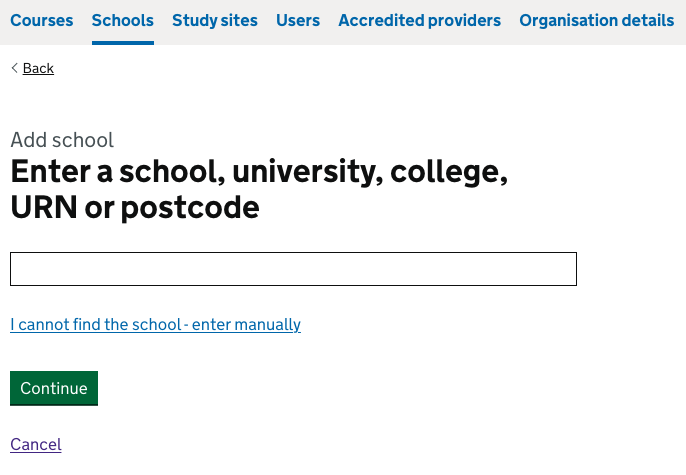 Courses Schools Study sites Users Accredited providers Organisation details
Back
Add school
Enter a school, university, college,
URN or postcode
I cannot find the school - enter manually
Continue
Cancel